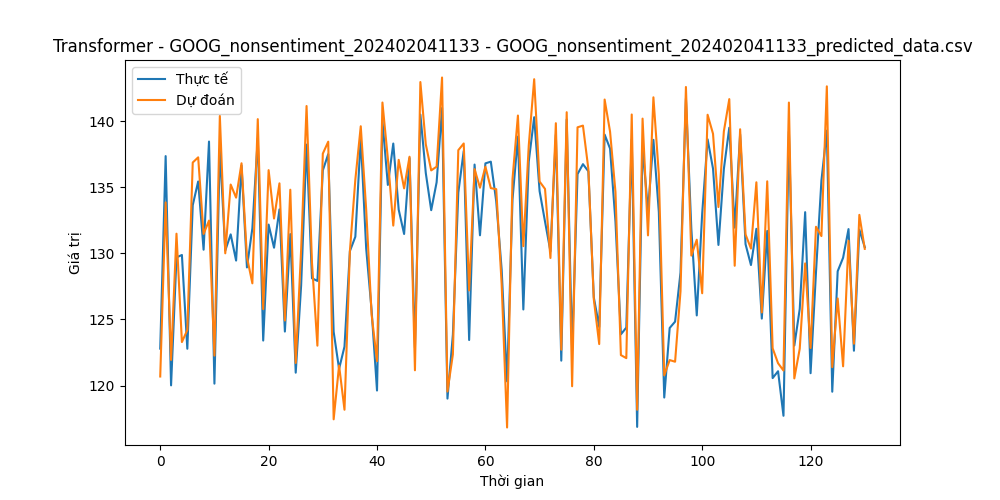 Transformer - GOOG_nonsentiment_202402041133 - GOOG_nonsentiment_202402041133_predicted_data.csv
Thực tế
Dự đoán
Giá trị
140
135
130
125
120
0 20 40 60 80 100 120
Thời gian